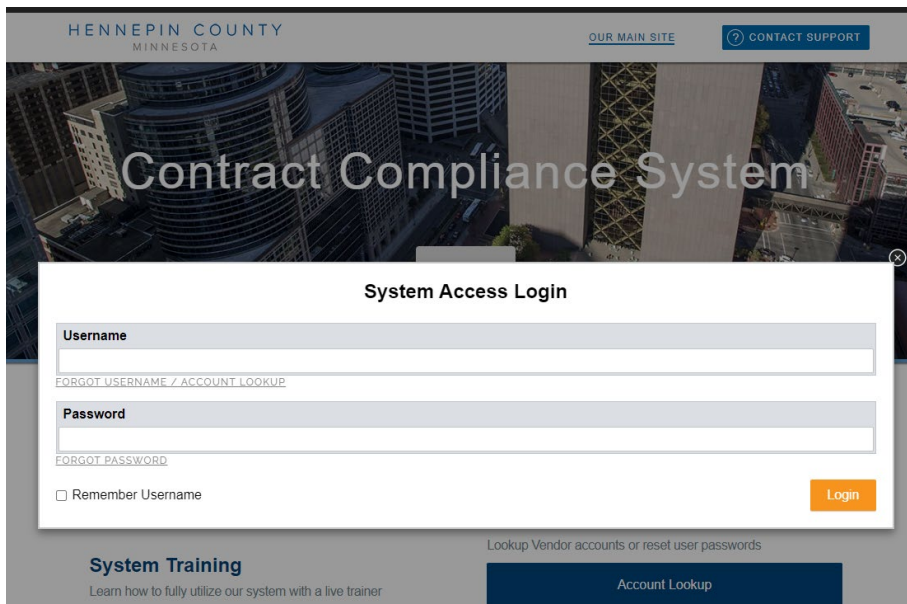 HENNEPIN COUNTY
MINNESOTA
OUR MAIN SITE
? CONTACT SUPPORT
Contract Compliance System
System Access Login
Username
FORGOT USERNAME / ACCOUNT LOOKUP
Password
FORGOT PASSWORD
Remember Username
Login
Lookup Vendor accounts or reset user passwords
System Training
Learn how to fully utilize our system with a live trainer
Account Lookup